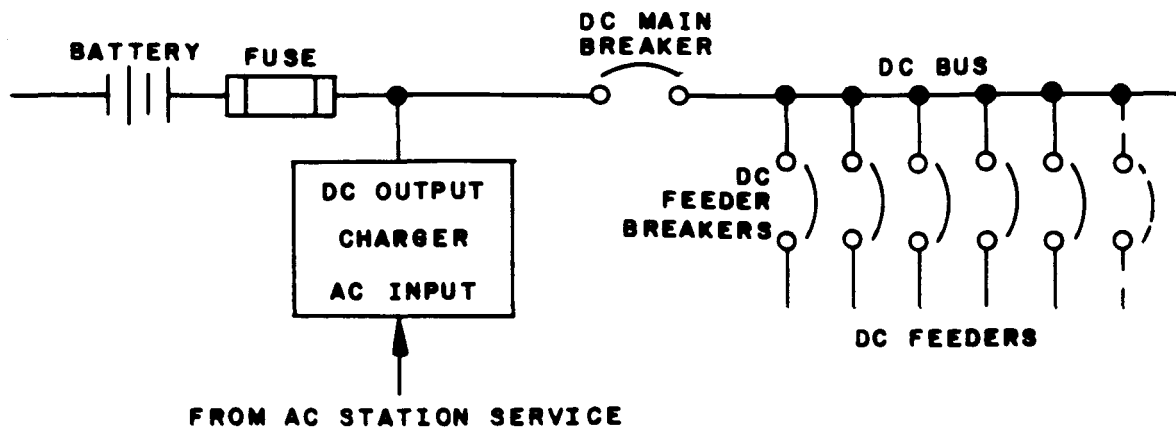 BATTERY
FUSE
DC MAIN
BREAKER
DC BUS
DC OUTPUT
CHARGER
AC INPUT
DC
FEEDER
BREAKERS
DC FEEDERS
FROM AC STATION SERVICE